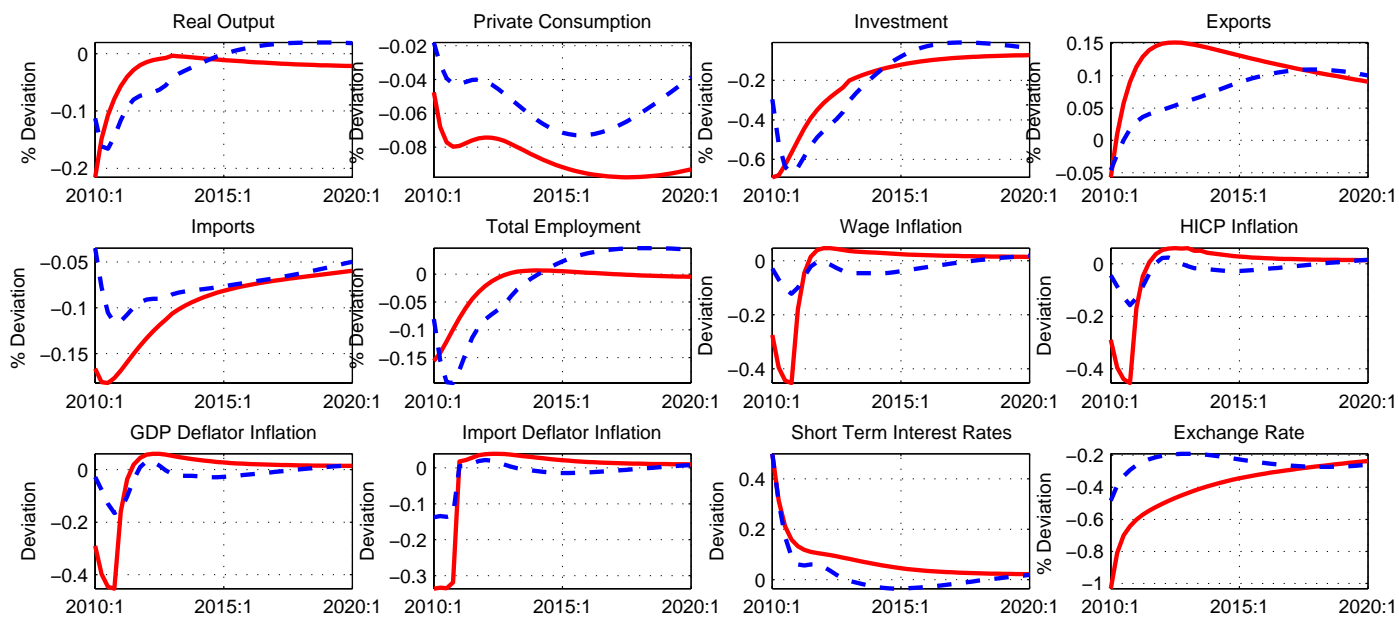 Real Output
Private Consumption
Investment
Exports
% Deviation
0
−0.1
−0.2
2010:1 2015:1 2020:1
% Deviation
−0.02
−0.04
−0.06
−0.08
2010:1 2015:1 2020:1
% Deviation
−0.2
−0.4
−0.6
2010:1 2015:1 2020:1
% Deviation
0.15
0.1
0.05
0
−0.05
2010:1 2015:1 2020:1
Imports
Total Employment
Wage Inflation
HICP Inflation
% Deviation
−0.05
−0.1
−0.15
2010:1 2015:1 2020:1
% Deviation
0
−0.05
−0.1
−0.15
2010:1 2015:1 2020:1
Deviation
0
−0.2
−0.4
2010:1 2015:1 2020:1
Deviation
0
−0.2
−0.4
2010:1 2015:1 2020:1
GDP Deflator Inflation
Import Deflator Inflation
Short Term Interest Rates
Exchange Rate
Deviation
0
−0.2
−0.4
2010:1 2015:1 2020:1
Deviation
0
−0.1
−0.2
−0.3
2010:1 2015:1 2020:1
Deviation
0.4
0.2
0
2010:1 2015:1 2020:1
% Deviation
−0.2
−0.4
−0.6
−0.8
−1
2010:1 2015:1 2020:1